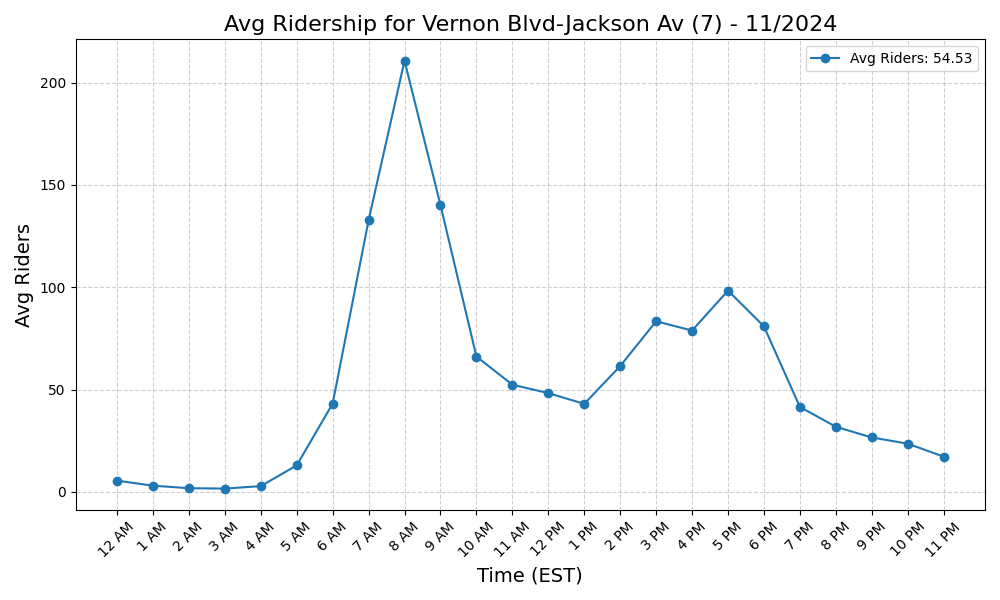 Avg Ridership for Vernon Blvd-Jackson Av (7) - 11/2024
Avg Riders: 54.53
Avg Riders
200
150
100
50
0
12 AM
1 AM
2 AM
3 AM
4 AM
5 AM
6 AM
7 AM
8 AM
9 AM
10 AM
11 AM
12 PM
1 PM
2 PM
3 PM
4 PM
5 PM
6 PM
7 PM
8 PM
9 PM
10 PM
11 PM
Time (EST)